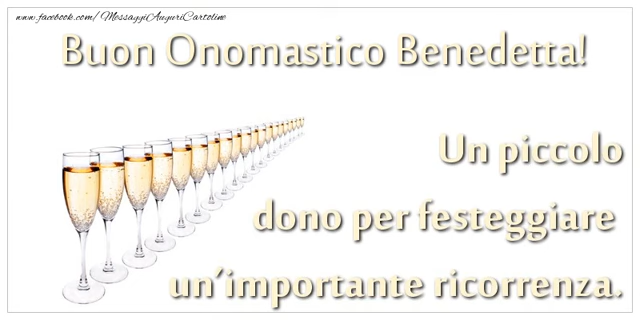 www.facebook.com/MessaggiAuguriCartoline
Buon Onomastico Benedetta!
Un piccolo
dono per festeggiare
un'importante ricorrenza.